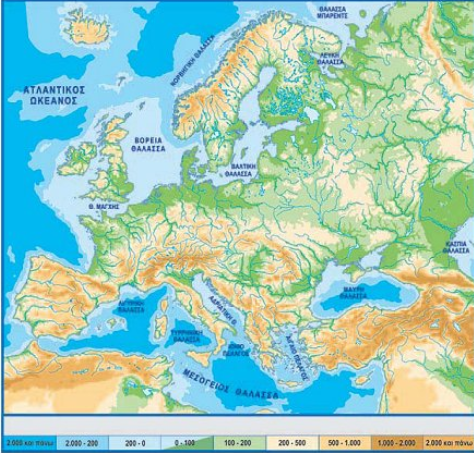 ΘΑΛΑΣΣΑ
ΜΠΑΡΕΝΤΣ
ΛΕΥΚΗ
ΘΑΛΑΣΣΑ
ΝΟΡΒΗΓΙΚΗ ΘΑΛΑΣΣΑ
ΑΤΛΑΝΤΙΚΟΣ
ΩΚΕΑΝΟΣ
ΒΟΡΕΙΑ
ΘΑΛΑΣΣΑ
ΒΑΛΤΙΚΗ
ΘΑΛΑΣΣΑ
Θ. ΜΑΓΧΗΣ
ΚΑΣΠΙΑ
ΘΑΛΑΣΣΑ
ΜΑΥΡΗ
ΘΑΛΑΣΣΑ
ΛΙΓΥΡΙΚΗ
ΘΑΛΑΣΣΑ
ΑΔΡΙΑΤΙΚΗ Θ.
ΤΥΡΡΗΝΙΚΗ
ΘΑΛΑΣΣΑ
ΙΟΝΙΟ
ΠΕΛΑΓΟΣ
ΑΙΓΑΙΟ ΠΕΛΑΓΟΣ
ΜΕΣΟΓΕΙΟΣ ΘΑΛΑΣΣΑ
2.000 και πάνω 2.000 - 200 200 - 0 0 - 100 100 - 200 200 - 500 500 - 1.000 1.000 - 2.000 2.000 και πάνω